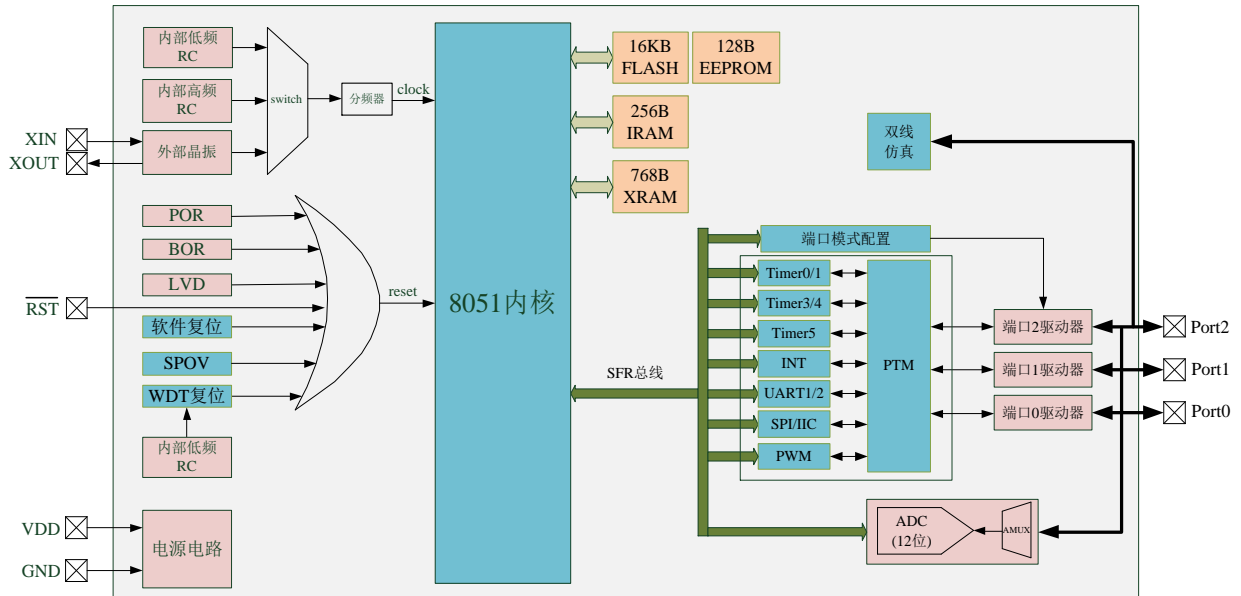 内部低频
RC
内部高频
RC
XIN
XOUT
外部晶振
switch
分频器
clock
POR
BOR
LVD
RST
软件复位
SPOV
WDT复位
内部低频
RC
reset
VDD
GND
电源电路
8051内核
16KB
FLASH
128B
EEPROM
256B
IRAM
768B
XRAM
双线
仿真
SFR总线
端口模式配置
Timer0/1
Timer3/4
Timer5
INT
UART1/2
SPI/IIC
PWM
PTM
端口2驱动器
端口1驱动器
端口0驱动器
Port2
Port1
Port0
ADC
(12位)
AMUX